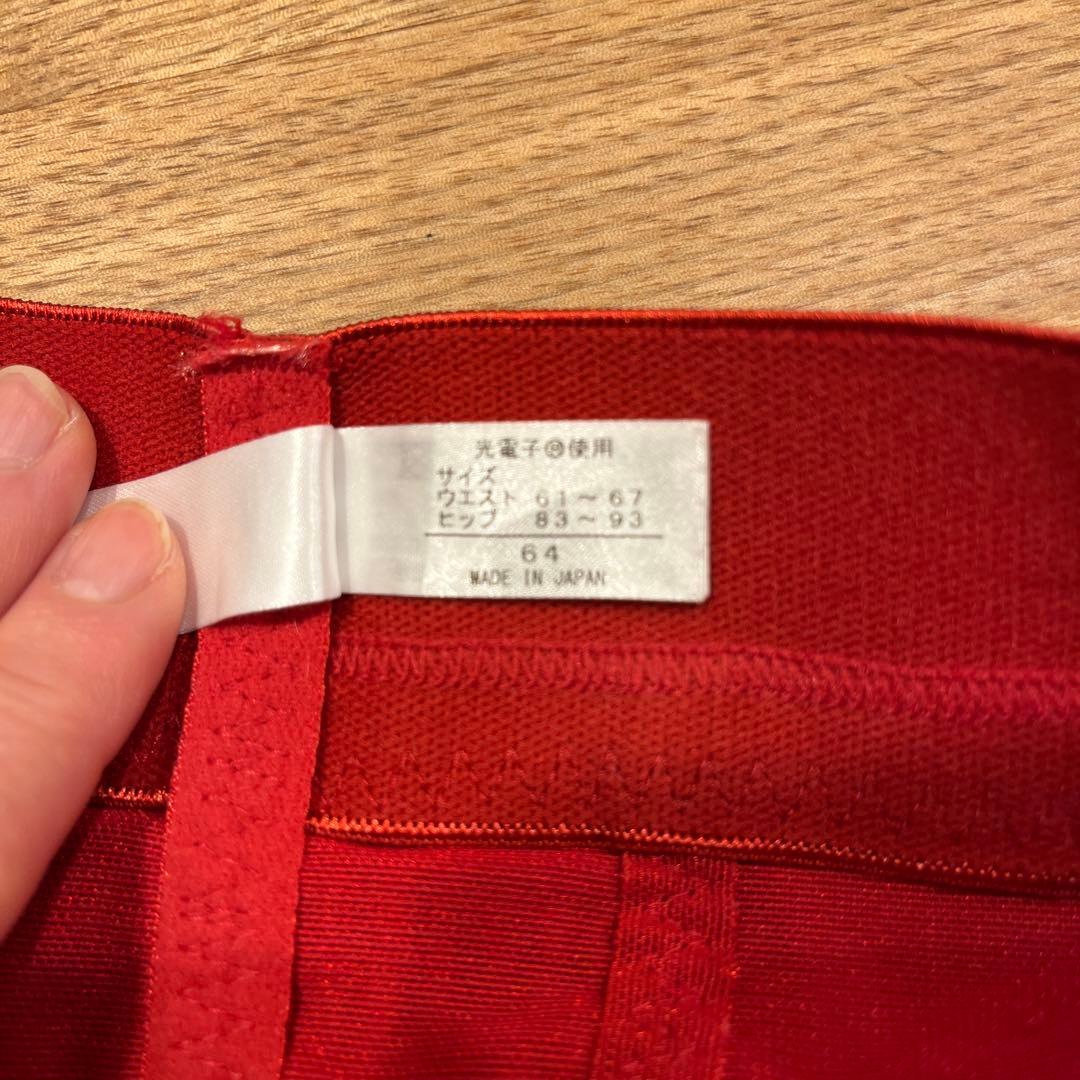 光電子®使用
サイズ
ウエスト 61～67
ヒップ 83～93
64
MADE IN JAPAN